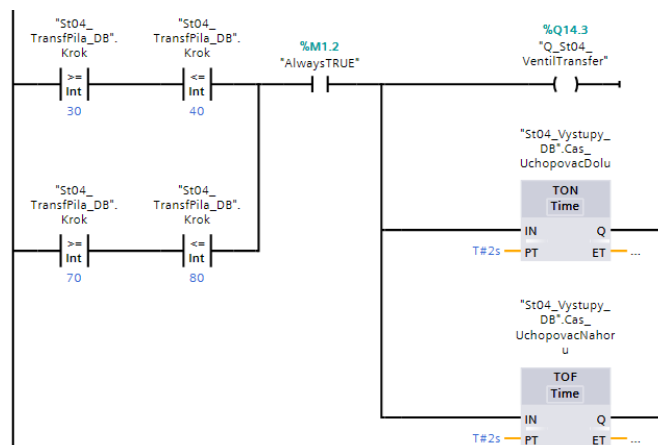 "St04_
TransfPila_DB".
Krok
>=
Int
30
"St04_
TransfPila_DB".
Krok
<=
Int
40
%M1.2
"AlwaysTRUE"
%Q14.3
"Q_St04_
VentilTransfer"
"St04_
TransfPila_DB".
Krok
>=
Int
70
"St04_
TransfPila_DB".
Krok
<=
Int
80
"St04_Vystupy_
DB".Cas_
UchopovacDolu
TON
Time
IN Q
T#2s PT ET ...
"St04_Vystupy_
DB".Cas_
UchopovacNahor
u
TOF
Time
IN Q
T#2s PT ET ...